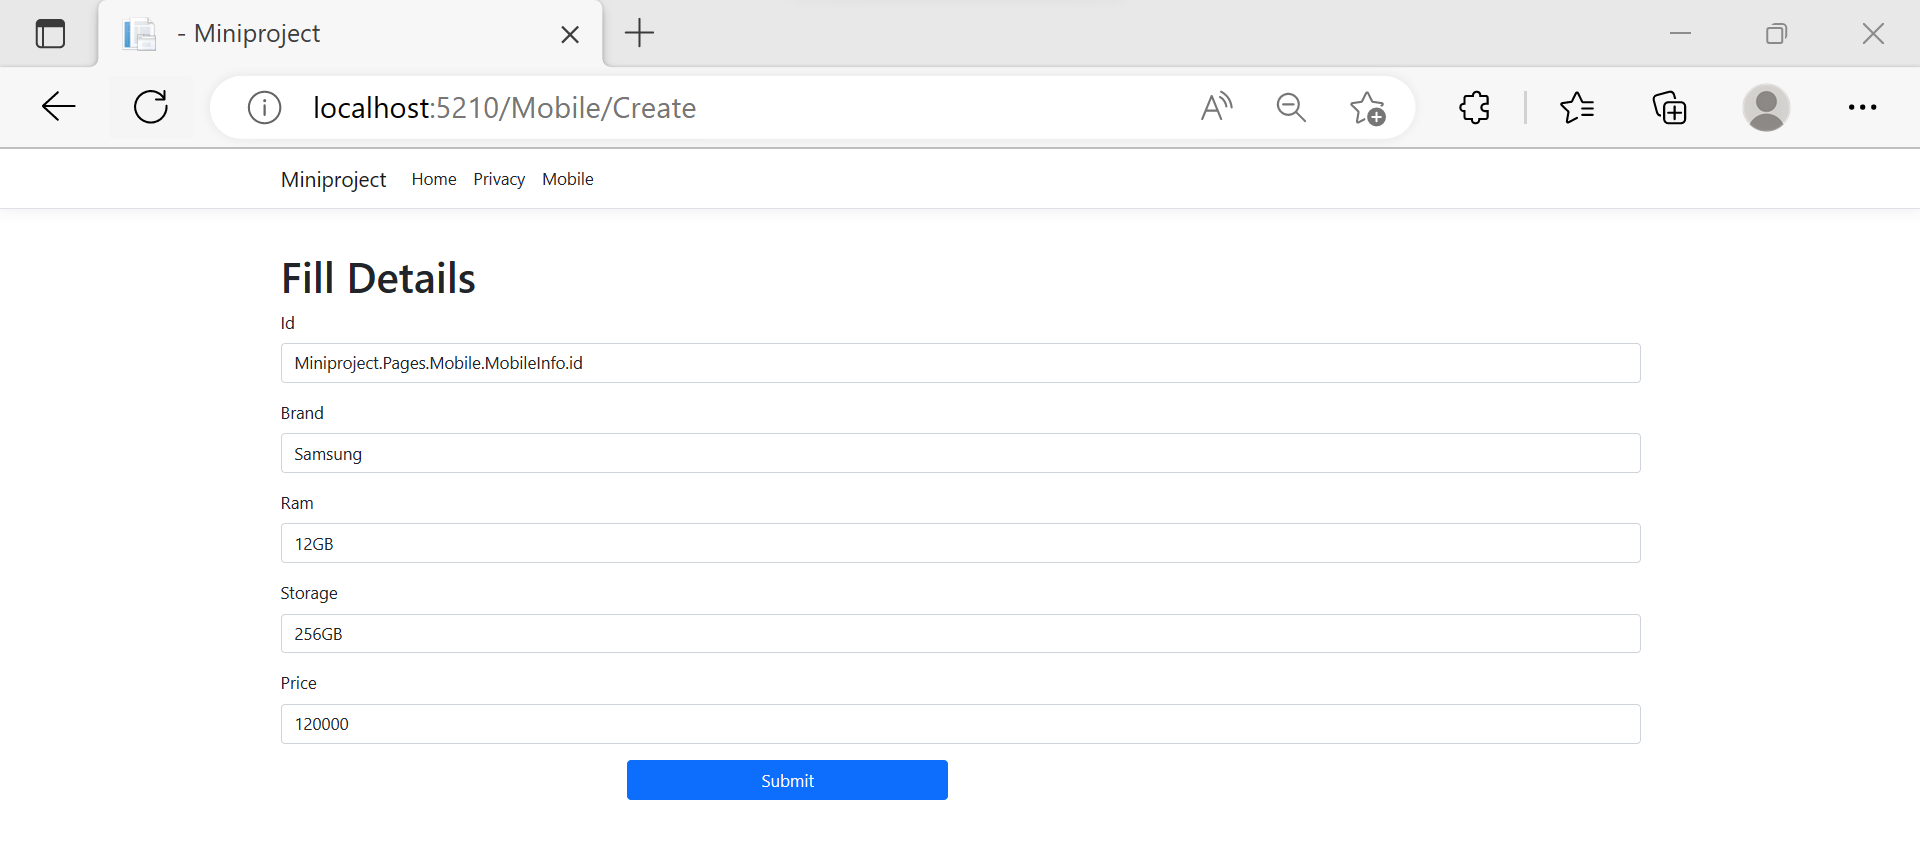 - Miniproject
localhost:5210/Mobile/Create
Miniproject Home Privacy Mobile
Fill Details
Id
Miniproject.Pages.Mobile.MobileInfo.id
Brand
Samsung
Ram
12GB
Storage
256GB
Price
120000
Submit